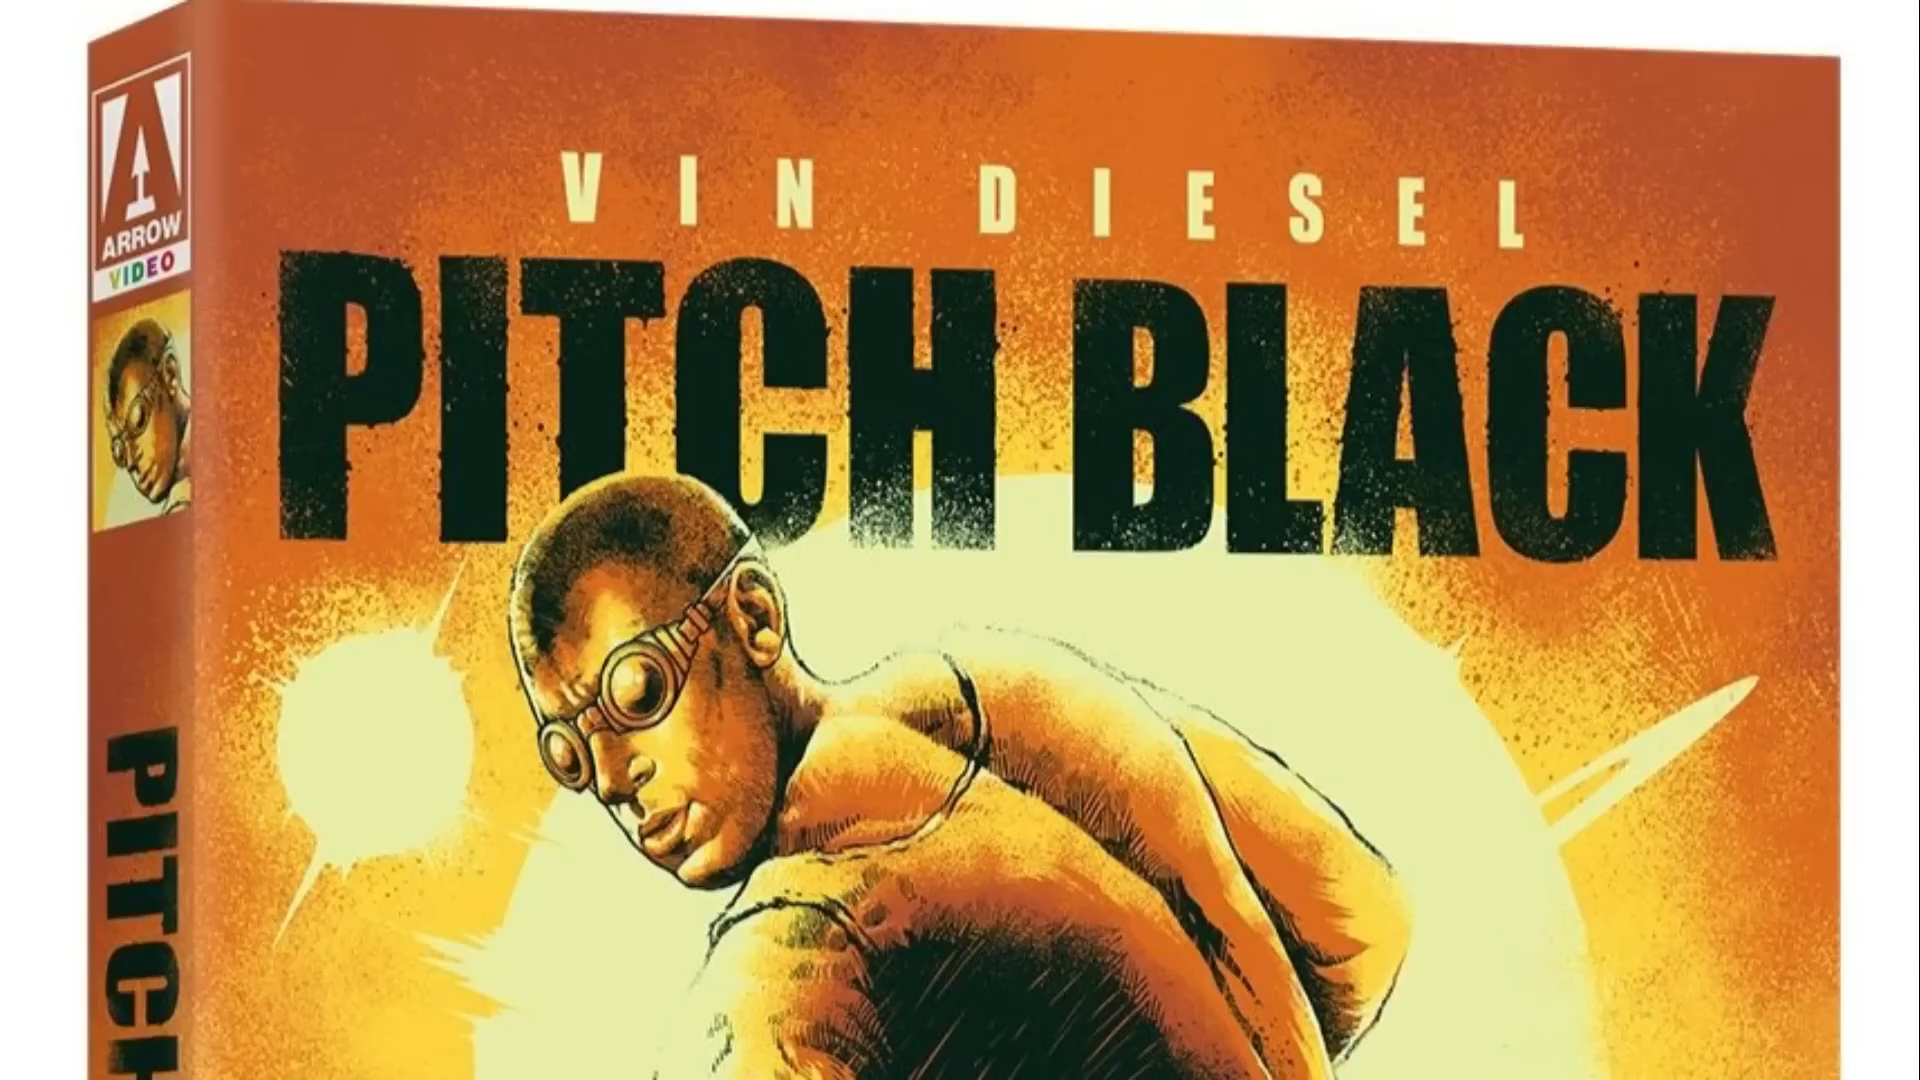 ARROW
VIDEO
VIN DIESEL
PITCH BLACK
PITCH